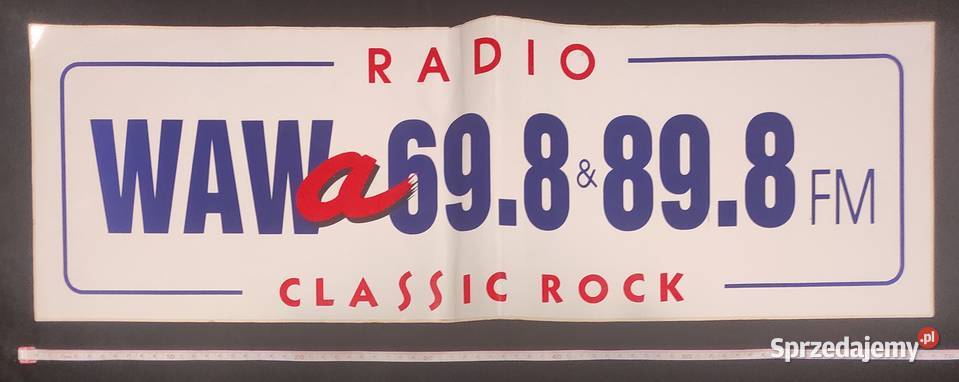 RADIO
WAWa 69.8 & 89.8 FM
CLASSIC ROCK
Sprzedajemy.pl